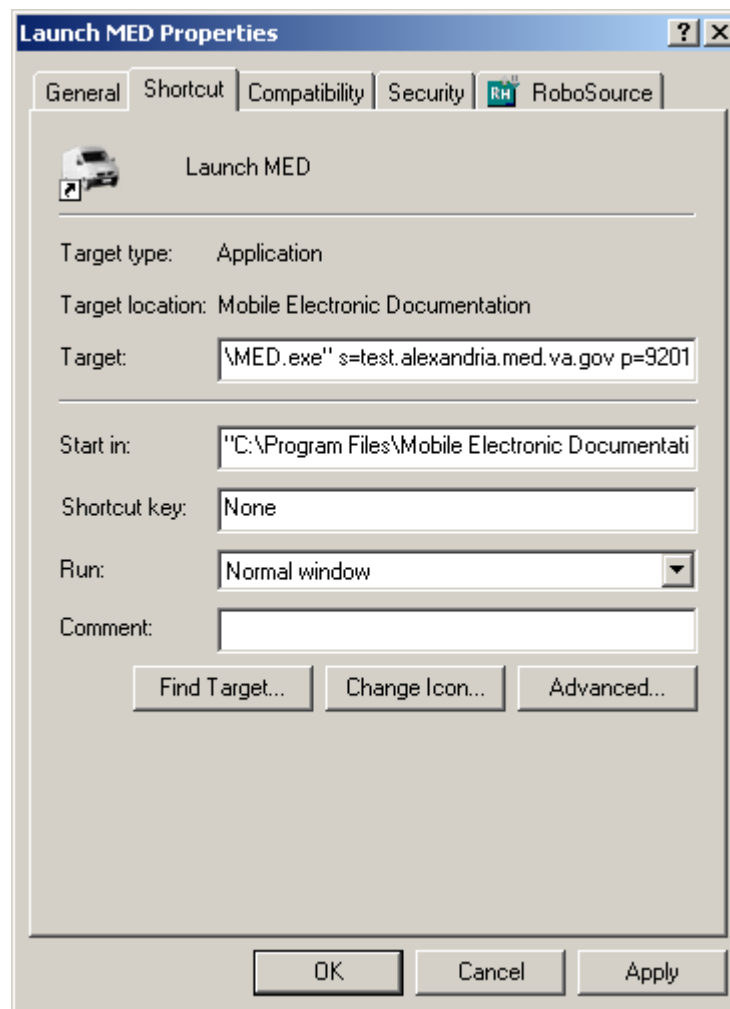 Launch MED Properties
General Shortcut Compatibility Security RH RoboSource
Launch MED
Target type: Application
Target location: Mobile Electronic Documentation
Target: \MED.exe" s=test.alexandria.med.va.gov p=9201
Start in: "C:\Program Files\Mobile Electronic Documentati
Shortcut key: None
Run: Normal window
Comment:
Find Target... Change Icon... Advanced...
OK Cancel Apply